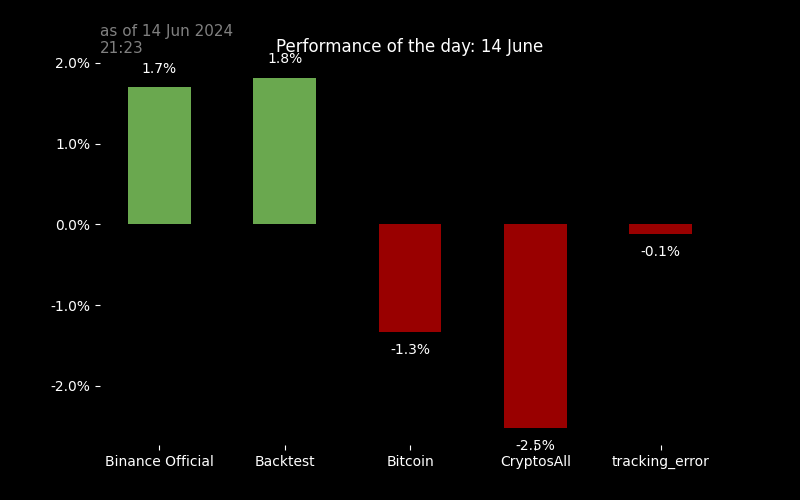 as of 14 Jun 2024
21:23
Performance of the day: 14 June
2.0%
1.0%
0.0%
-1.0%
-2.0%
1.7%
1.8%
-1.3%
-2.5%
-0.1%
Binance Official
Backtest
Bitcoin
CryptosAll
tracking_error